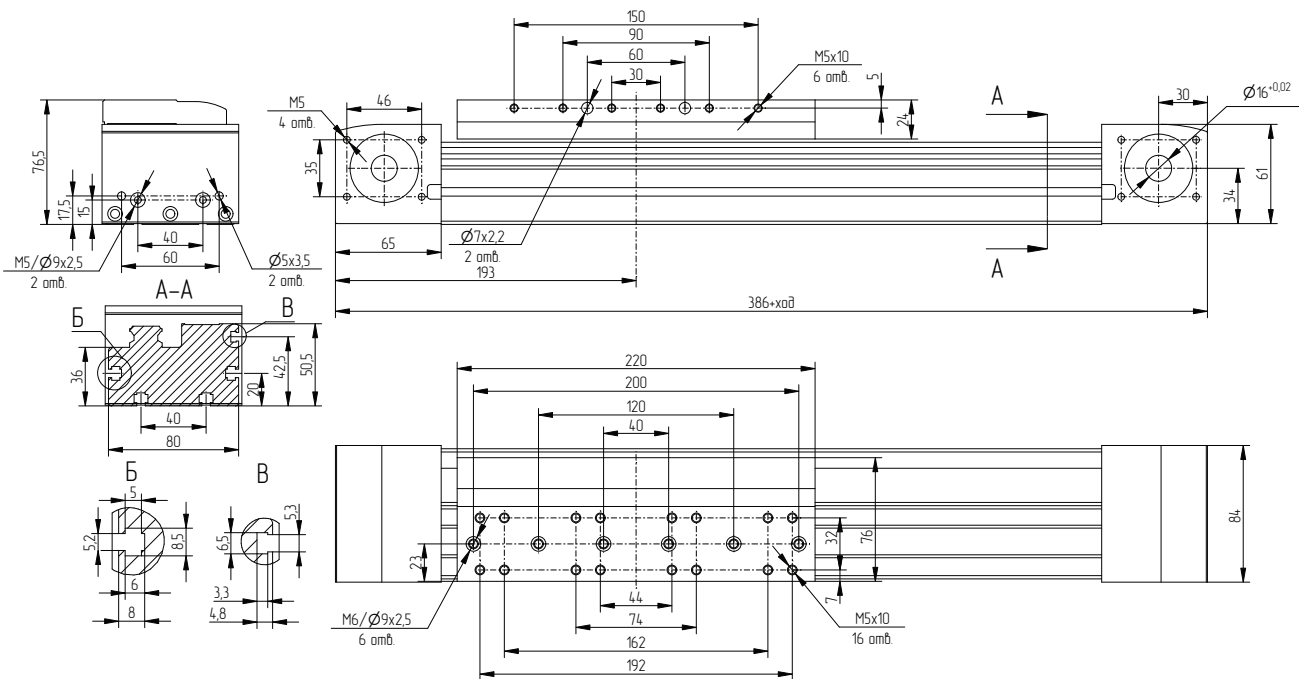 150
90
60
30
M5x10
6 отв.
5
24
А
А
30
Ø16⁺⁰,⁰²
M5
4 отв.
46
35
61
34
76,5
17,5
15
40
60
M5/Ø9x2,5
2 отв.
Ø5x3,5
2 отв.
65
193
Ø7x2,2
2 отв.
386+ход
А-А
Б
В
36
20
42,5
50,5
40
80
Б
5
5,2
8,5
6
8
В
5,3
6,5
3,3
4,8
220
200
120
40
23
32
76
7
84
44
74
162
192
M6/Ø9x2,5
6 отв.
M5x10
16 отв.